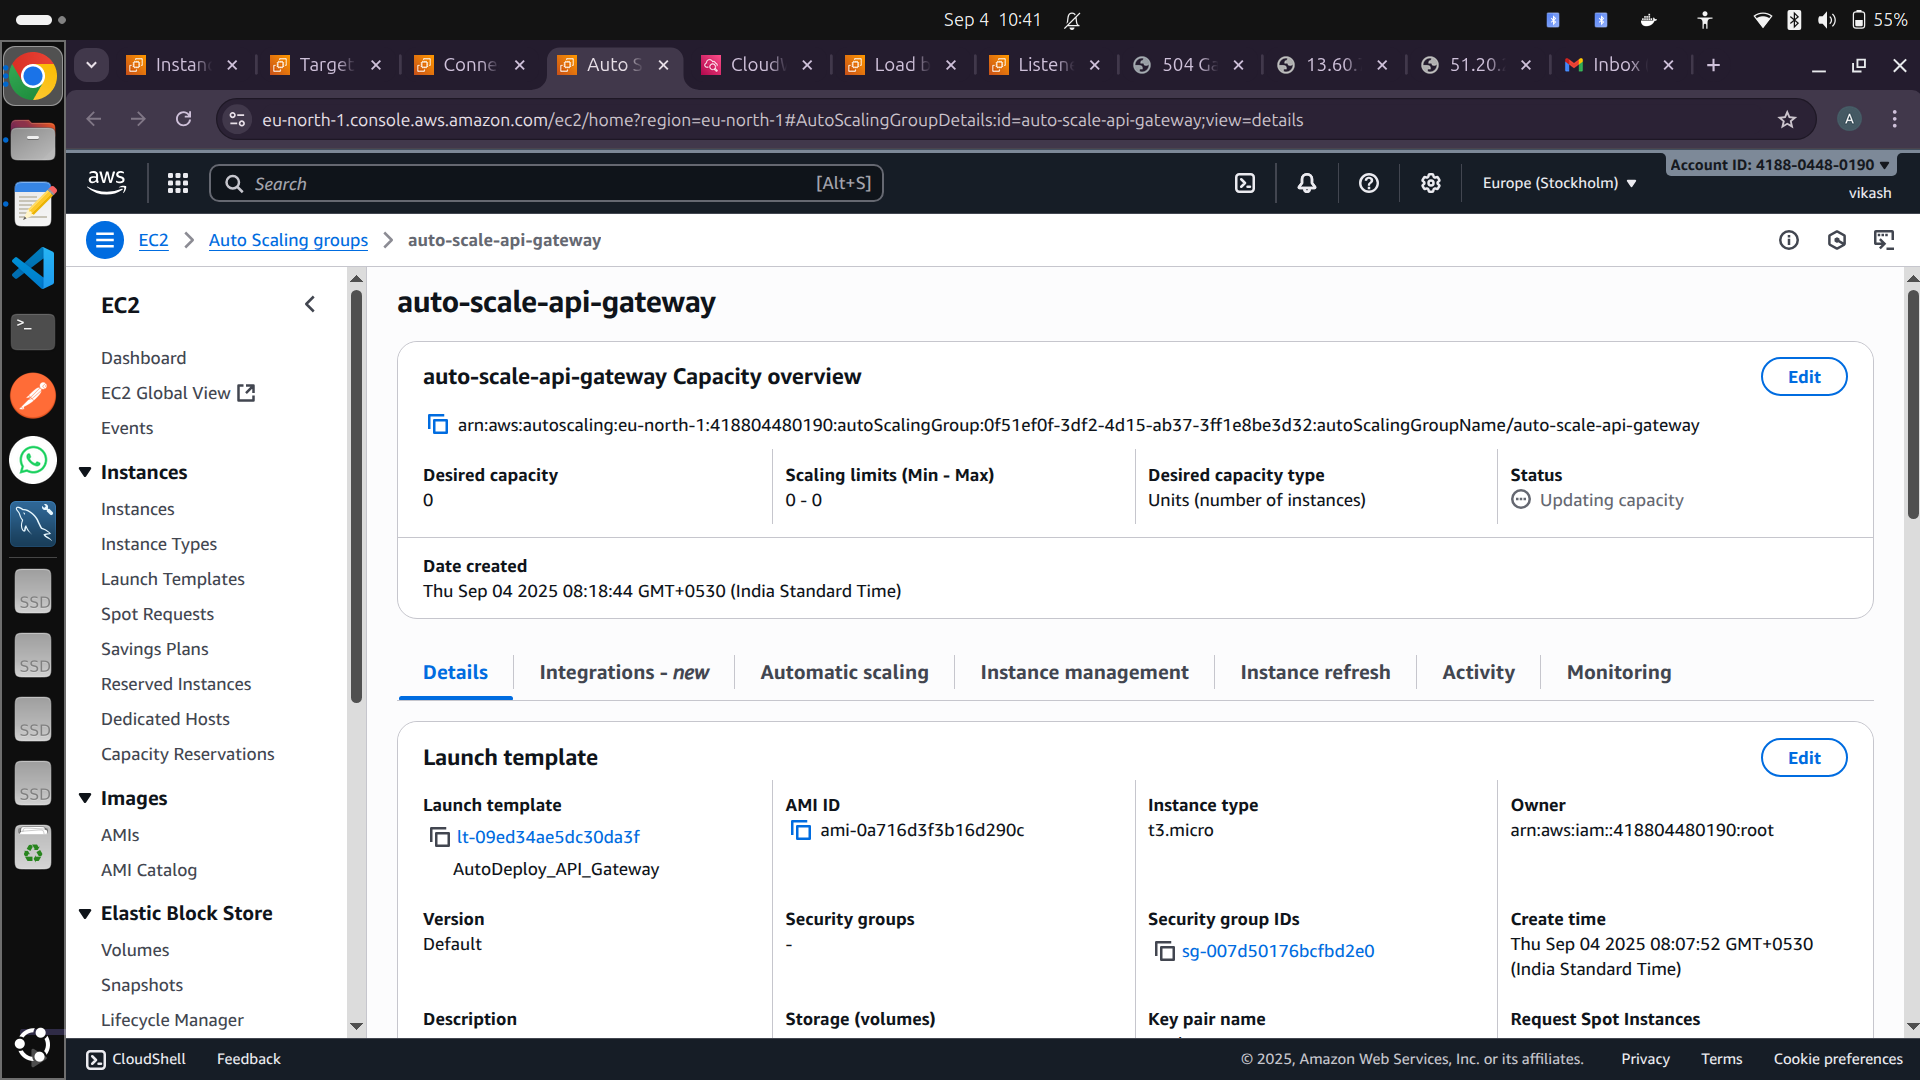 Sep 4 10:41
55%
Instan
Target
Conne
Auto S
Cloud
Load b
Listene
504 Ga
13.60.
51.20.
Inbox
eu-north-1.console.aws.amazon.com/ec2/home?region=eu-north-1#AutoScalingGroupDetails:id=auto-scale-api-gateway;view=details
A
aws
Search
[Alt+S]
Europe (Stockholm)
Account ID: 4188-0448-0190
vikash
EC2
Auto Scaling groups
auto-scale-api-gateway
EC2
Dashboard
EC2 Global View
Events
Instances
Instances
Instance Types
Launch Templates
Spot Requests
Savings Plans
Reserved Instances
Dedicated Hosts
Capacity Reservations
Images
AMIs
AMI Catalog
Elastic Block Store
Volumes
Snapshots
Lifecycle Manager
auto-scale-api-gateway
auto-scale-api-gateway Capacity overview
Edit
arn:aws:autoscaling:eu-north-1:418804480190:autoScalingGroup:0f51ef0f-3df2-4d15-ab37-3ff1e8be3d32:autoScalingGroupName/auto-scale-api-gateway
Desired capacity
0
Scaling limits (Min - Max)
0 - 0
Desired capacity type
Units (number of instances)
Status
Updating capacity
Date created
Thu Sep 04 2025 08:18:44 GMT+0530 (India Standard Time)
Details
Integrations - new
Automatic scaling
Instance management
Instance refresh
Activity
Monitoring
Launch template
Edit
Launch template
lt-09ed34ae5dc30da3f
AutoDeploy_API_Gateway
AMI ID
ami-0a716d3f3b16d290c
Instance type
t3.micro
Owner
arn:aws:iam::418804480190:root
Version
Default
Security groups
-
Security group IDs
sg-007d50176bcfbd2e0
Create time
Thu Sep 04 2025 08:07:52 GMT+0530
(India Standard Time)
Description
Storage (volumes)
Key pair name
Request Spot Instances
SSD
SSD
SSD
SSD
CloudShell
Feedback
© 2025, Amazon Web Services, Inc. or its affiliates.
Privacy
Terms
Cookie preferences